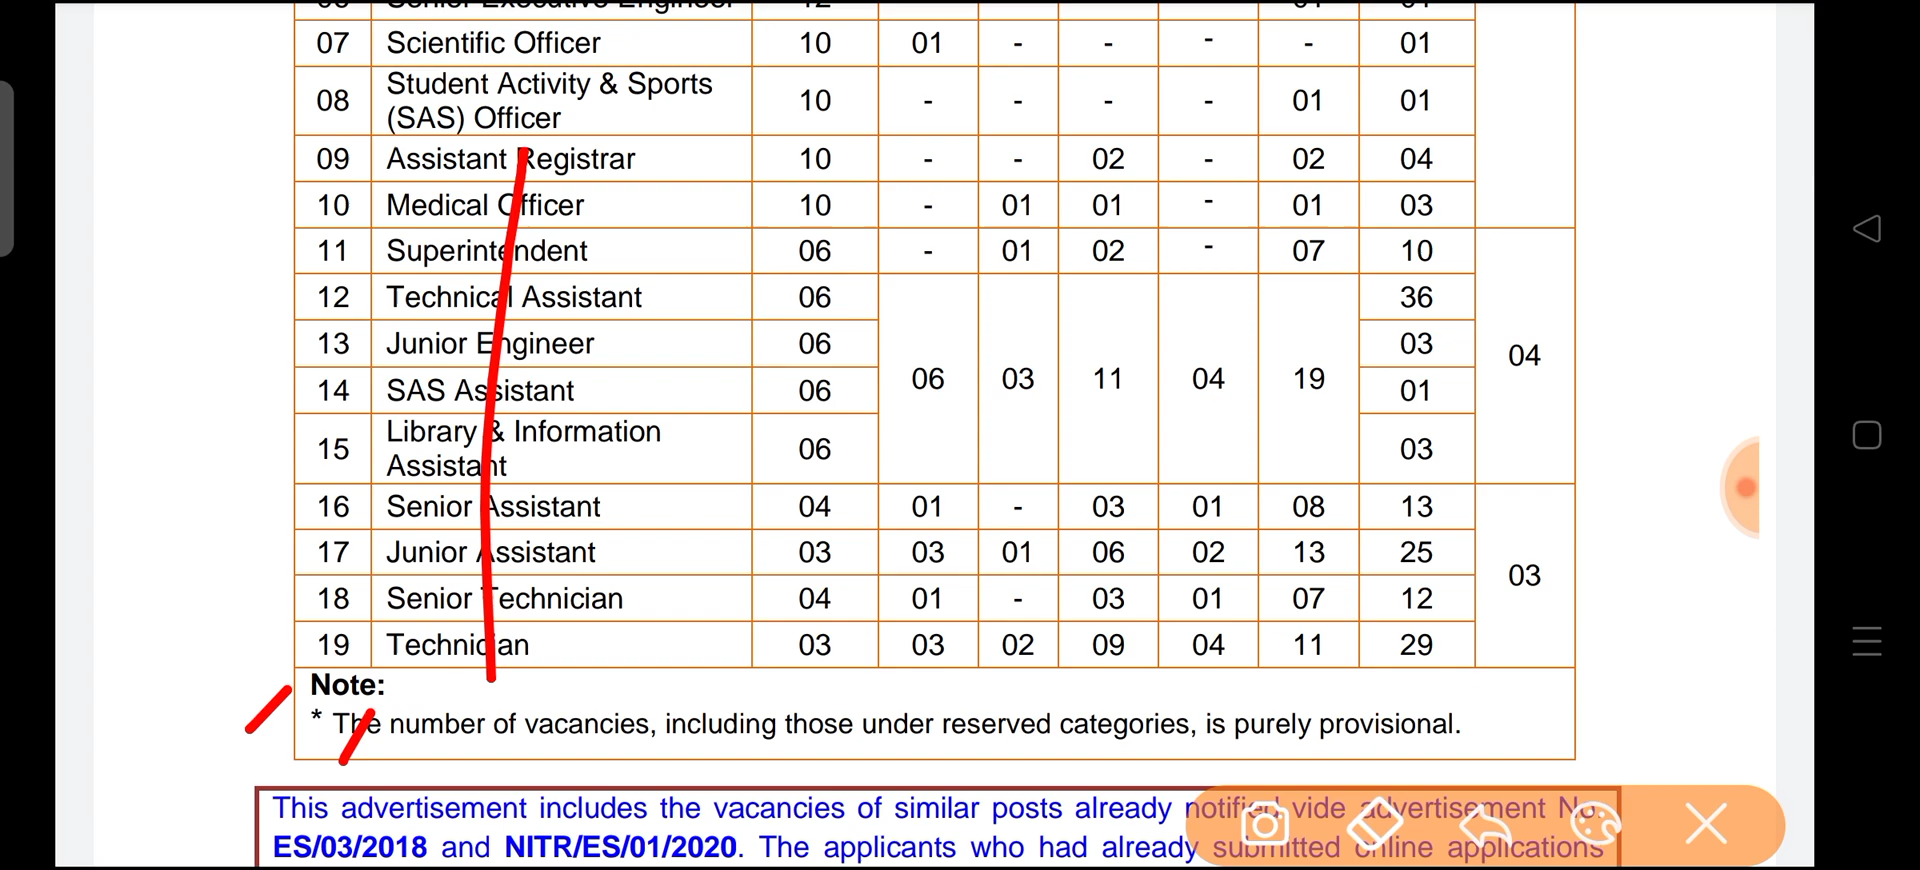 07 Scientific Officer 10 01 - - - - 01
08 Student Activity & Sports (SAS) Officer 10 - - - - 01 01
09 Assistant Registrar 10 - - 02 - 02 04
10 Medical Officer 10 - 01 01 - 01 03
11 Superintendent 06 - 01 02 - 07 10
12 Technical Assistant 06 36
13 Junior Engineer 06 03
06 03 11 04 19 04
14 SAS Assistant 06 01
15 Library & Information Assistant 06 03
16 Senior Assistant 04 01 - 03 01 08 13
17 Junior Assistant 03 03 01 06 02 13 25
03
18 Senior Technician 04 01 - 03 01 07 12
19 Technician 03 03 02 09 04 11 29
Note:
* The number of vacancies, including those under reserved categories, is purely provisional.
This advertisement includes the vacancies of similar posts already notified vide advertisement No.
ES/03/2018 and NITR/ES/01/2020. The applicants who had already submitted online applications